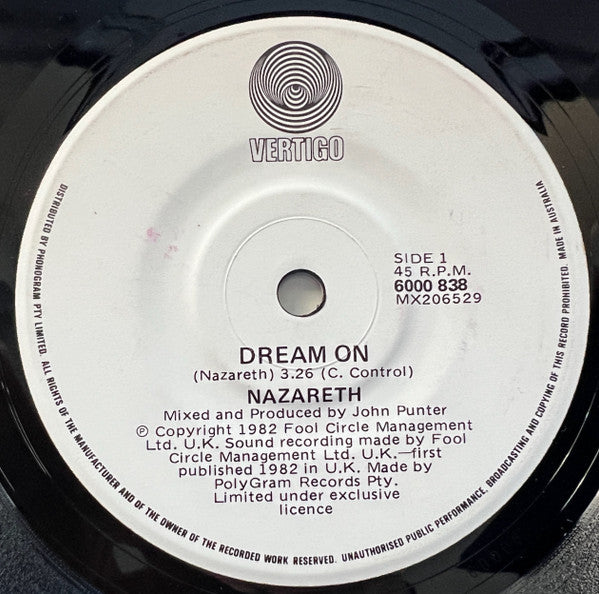 VERTIGO
SIDE 1
45 R.P.M.
6000 838
MX206529
DREAM ON
(Nazareth) 3.26 (C. Control)
NAZARETH
Mixed and Produced by John Punter
Ⓟ Copyright 1982 Fool Circle Management
Ltd. U.K. Sound recording made by Fool
Circle Management Ltd. U.K.—first
published 1982 in U.K. Made by
PolyGram Records Pty.
Limited under exclusive
licence
DISTRIBUTED BY PHONOGRAM PTY LIMITED. ALL RIGHTS OF THE MANUFACTURER AND OF THE OWNER OF THE RECORDED WORK RESERVED. UNAUTHORISED PUBLIC PERFORMANCE, BROADCASTING AND COPYING OF THIS RECORD PROHIBITED. MADE IN AUSTRALIA